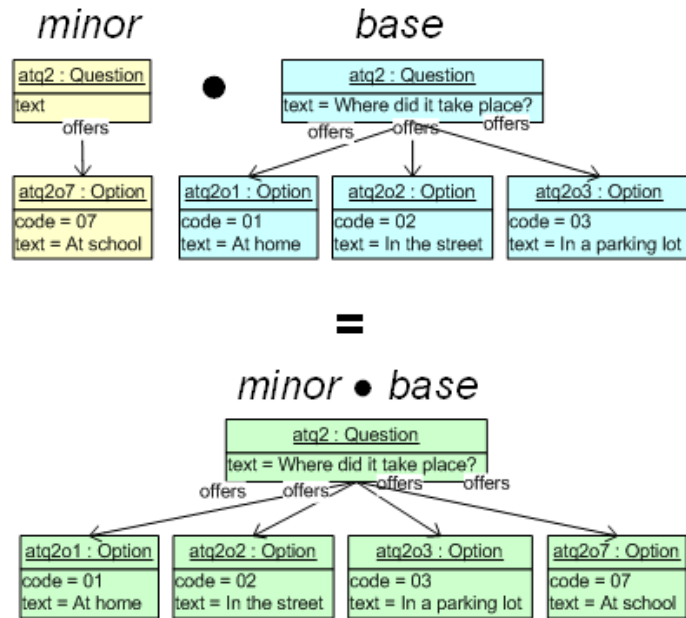 minor
base
atq2 : Question
text
offers
atq2o7 : Option
code = 07
text = At school
●
atq2 : Question
text = Where did it take place?
offers
offers
offers
atq2o1 : Option
code = 01
text = At home
atq2o2 : Option
code = 02
text = In the street
atq2o3 : Option
code = 03
text = In a parking lot
=
minor ● base
atq2 : Question
text = Where did it take place?
offers
offers
offers
offers
atq2o1 : Option
code = 01
text = At home
atq2o2 : Option
code = 02
text = In the street
atq2o3 : Option
code = 03
text = In a parking lot
atq2o7 : Option
code = 07
text = At school